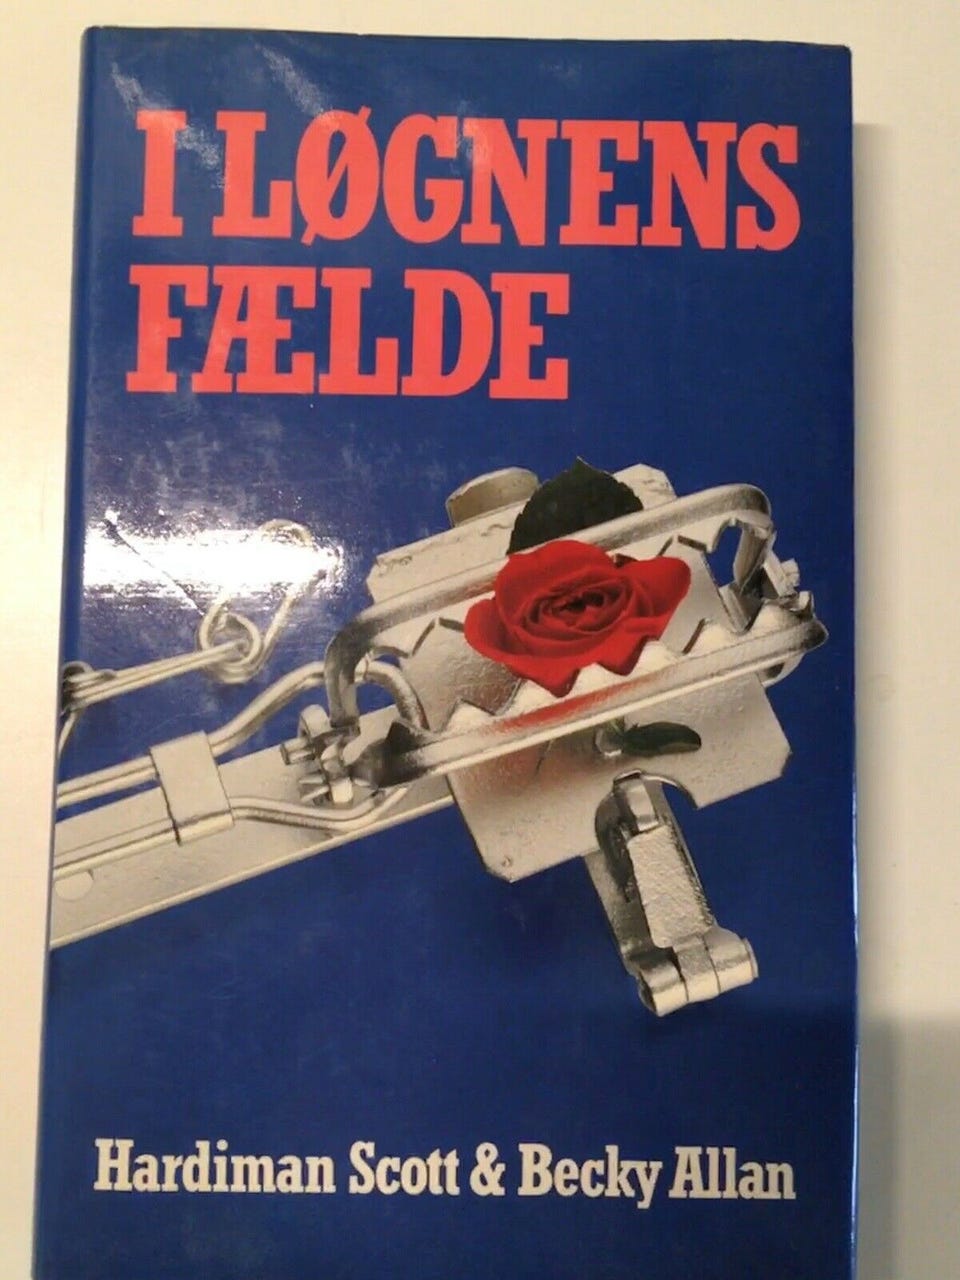 I LØGNENS
FÆLDE
Hardiman Scott & Becky Allan